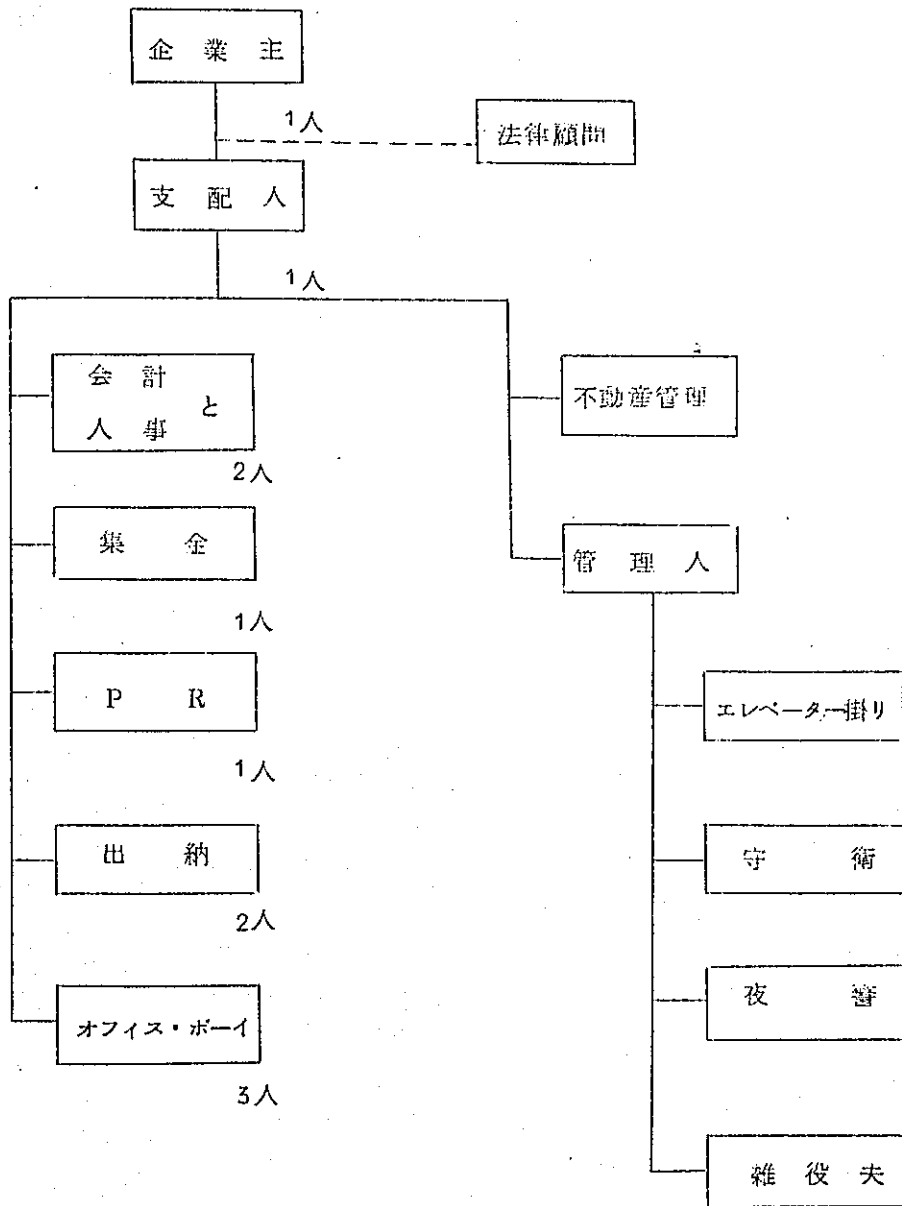 企業主
1人
法律顧問
支配人
1人
会計
と
人事
2人
集金
1人
PR
1人
出納
2人
オフィス・ボーイ
3人
不動産管理
管理人
エレベーター掛り
守衛
夜番
雑役夫